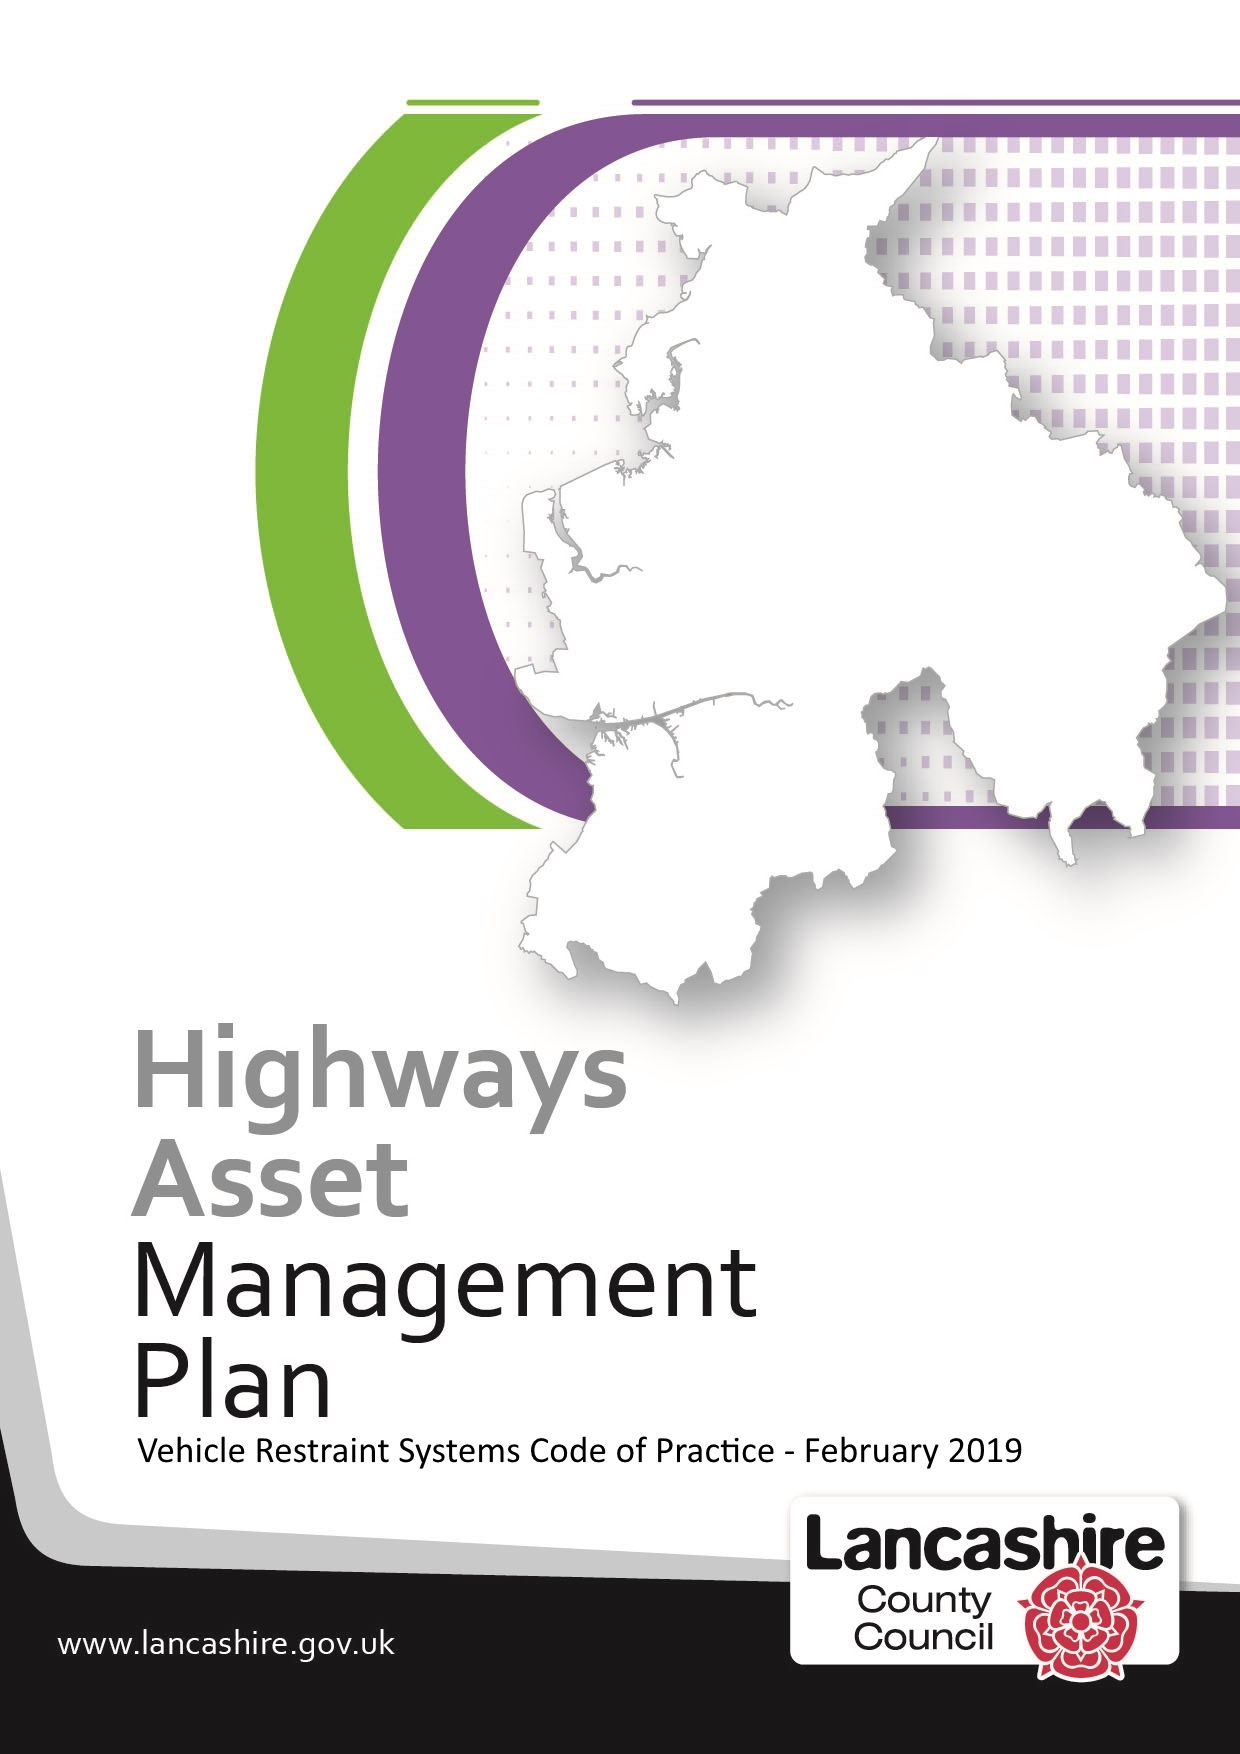 Highways
Asset
Management
Plan
Vehicle Restraint Systems Code of Practice - February 2019
Lancashire
County
Council
www.lancashire.gov.uk